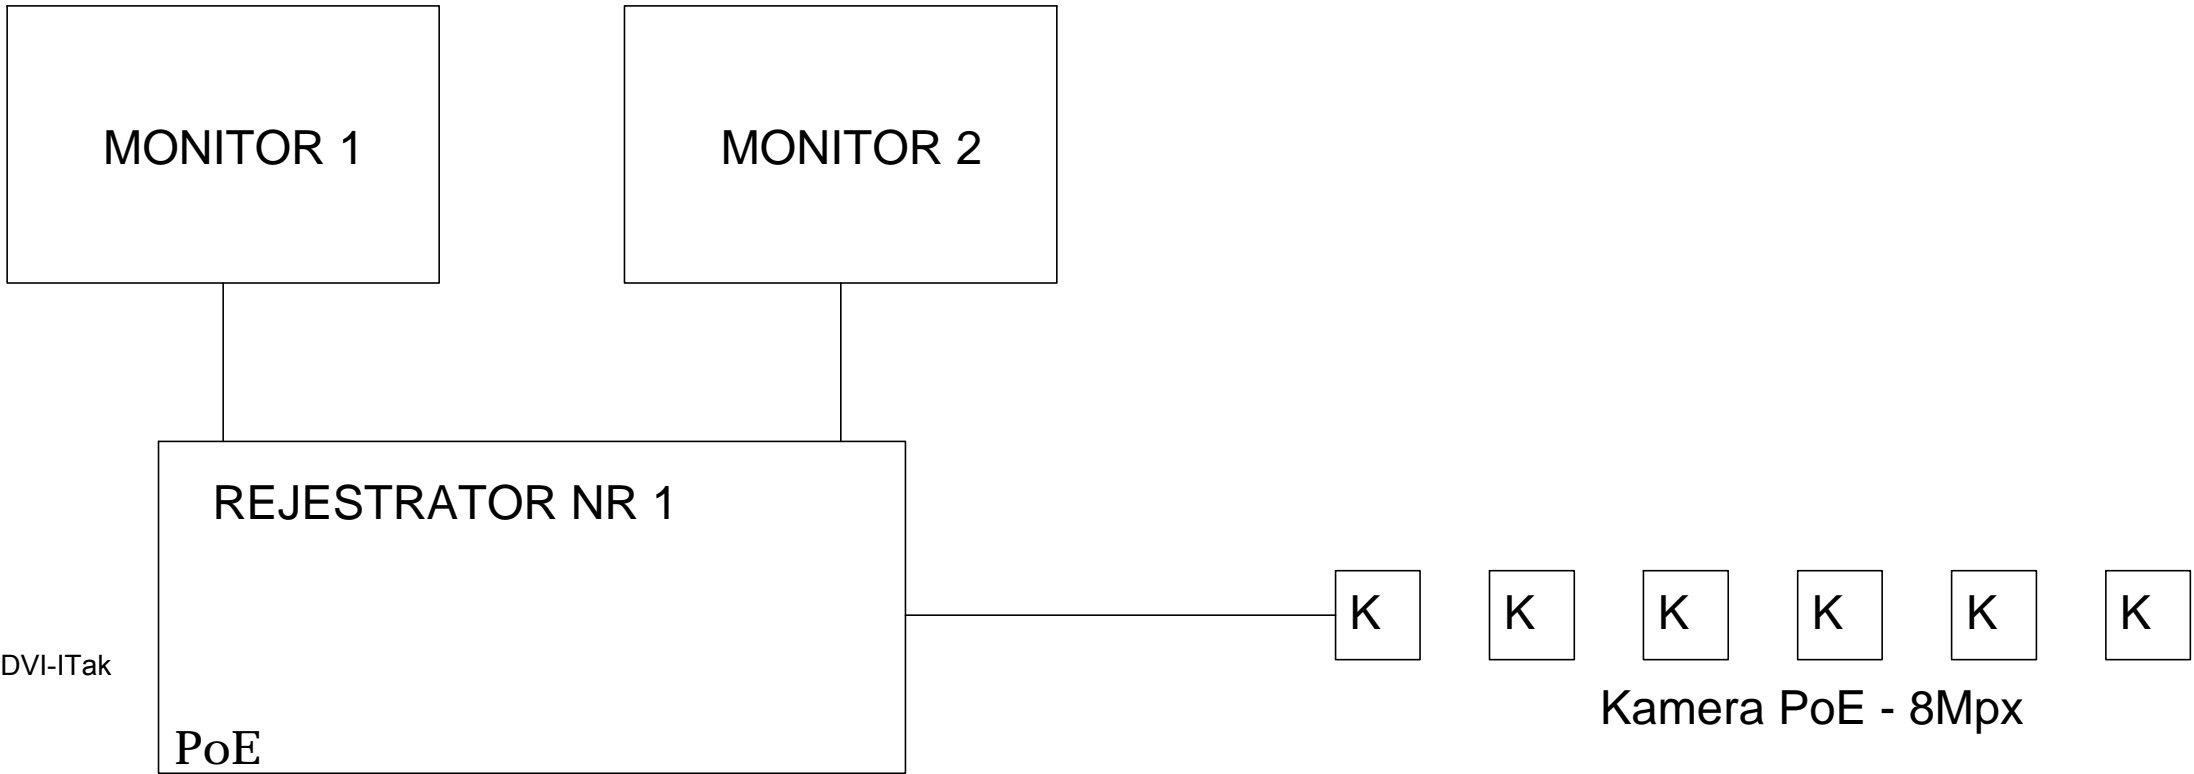 MONITOR 1
MONITOR 2
REJESTRATOR NR 1
K K K K K K
DVI-ITak
Kamera PoE - 8Mpx
PoE